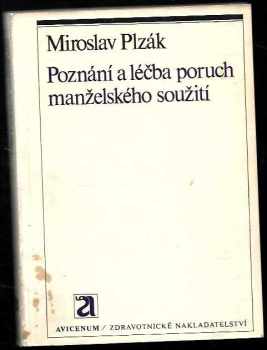 Miroslav Plzák
Poznání a léčba poruch
manželského soužití
AVICENUM / ZDRAVOTNICKÉ NAKLADATELSTVÍ